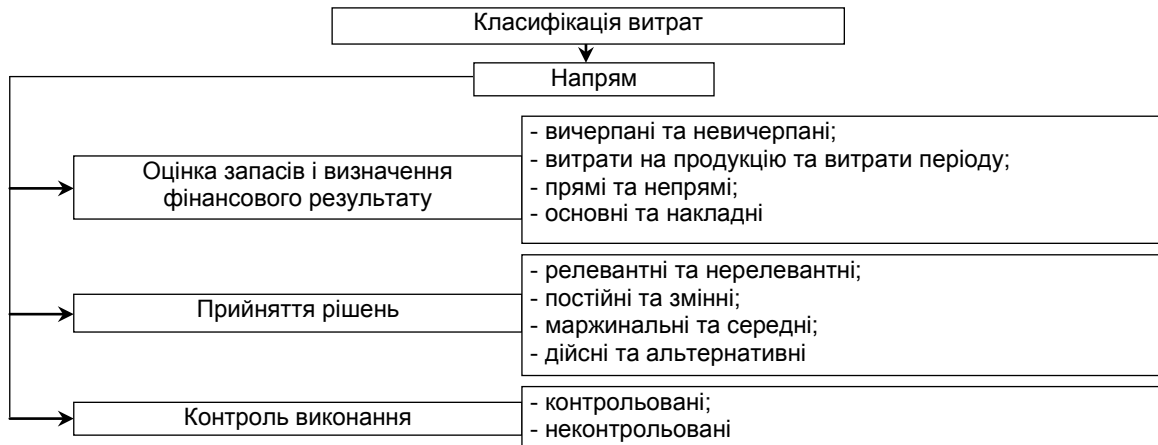 Класифікація витрат
Напрям
Оцінка запасів і визначення
фінансового результату
- вичерпані та невичерпані;
- витрати на продукцію та витрати періоду;
- прямі та непрямі;
- основні та накладні
Прийняття рішень
- релевантні та нерелевантні;
- постійні та змінні;
- маржинальні та середні;
- дійсні та альтернативні
Контроль виконання
- контрольовані;
- неконтрольовані